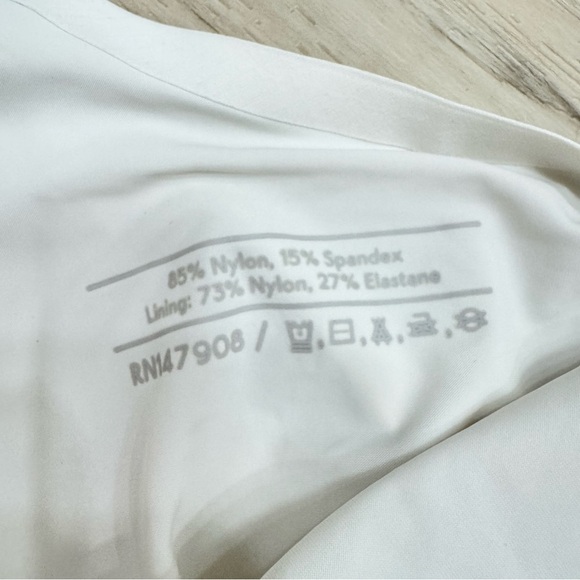 85% Nylon, 15% Spandex
Lining: 73% Nylon, 27% Elastane
RN147908 /